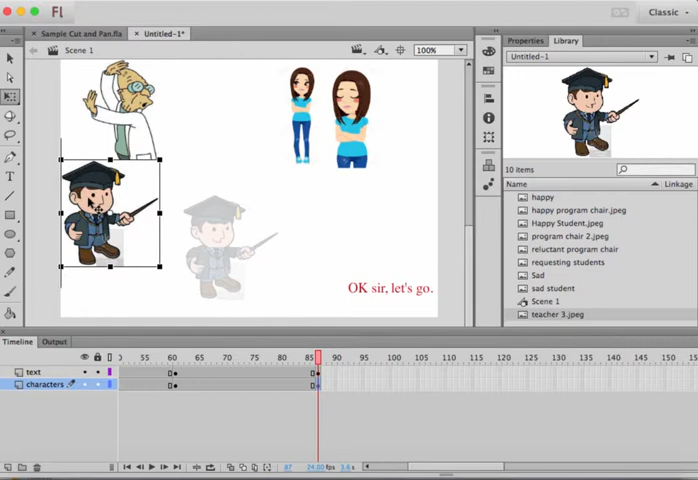 Fl
Classic
Sample Cut and Pan.fla
Untitled-1*
Scene 1
100%
Properties
Library
Untitled-1
10 items
Name
Linkage
happy
happy program chair.jpeg
Happy Student.jpeg
program chair 2.jpeg
reluctant program chair
requesting students
Sad
sad student
Scene 1
teacher 3.jpeg
OK sir, let's go.
Timeline
Output
50 55 60 65 70 75 80 85 90 95 100 105 110 115 120 125 130 135 140 145 150 155
text
characters
87 24.00 fps 3.6 s